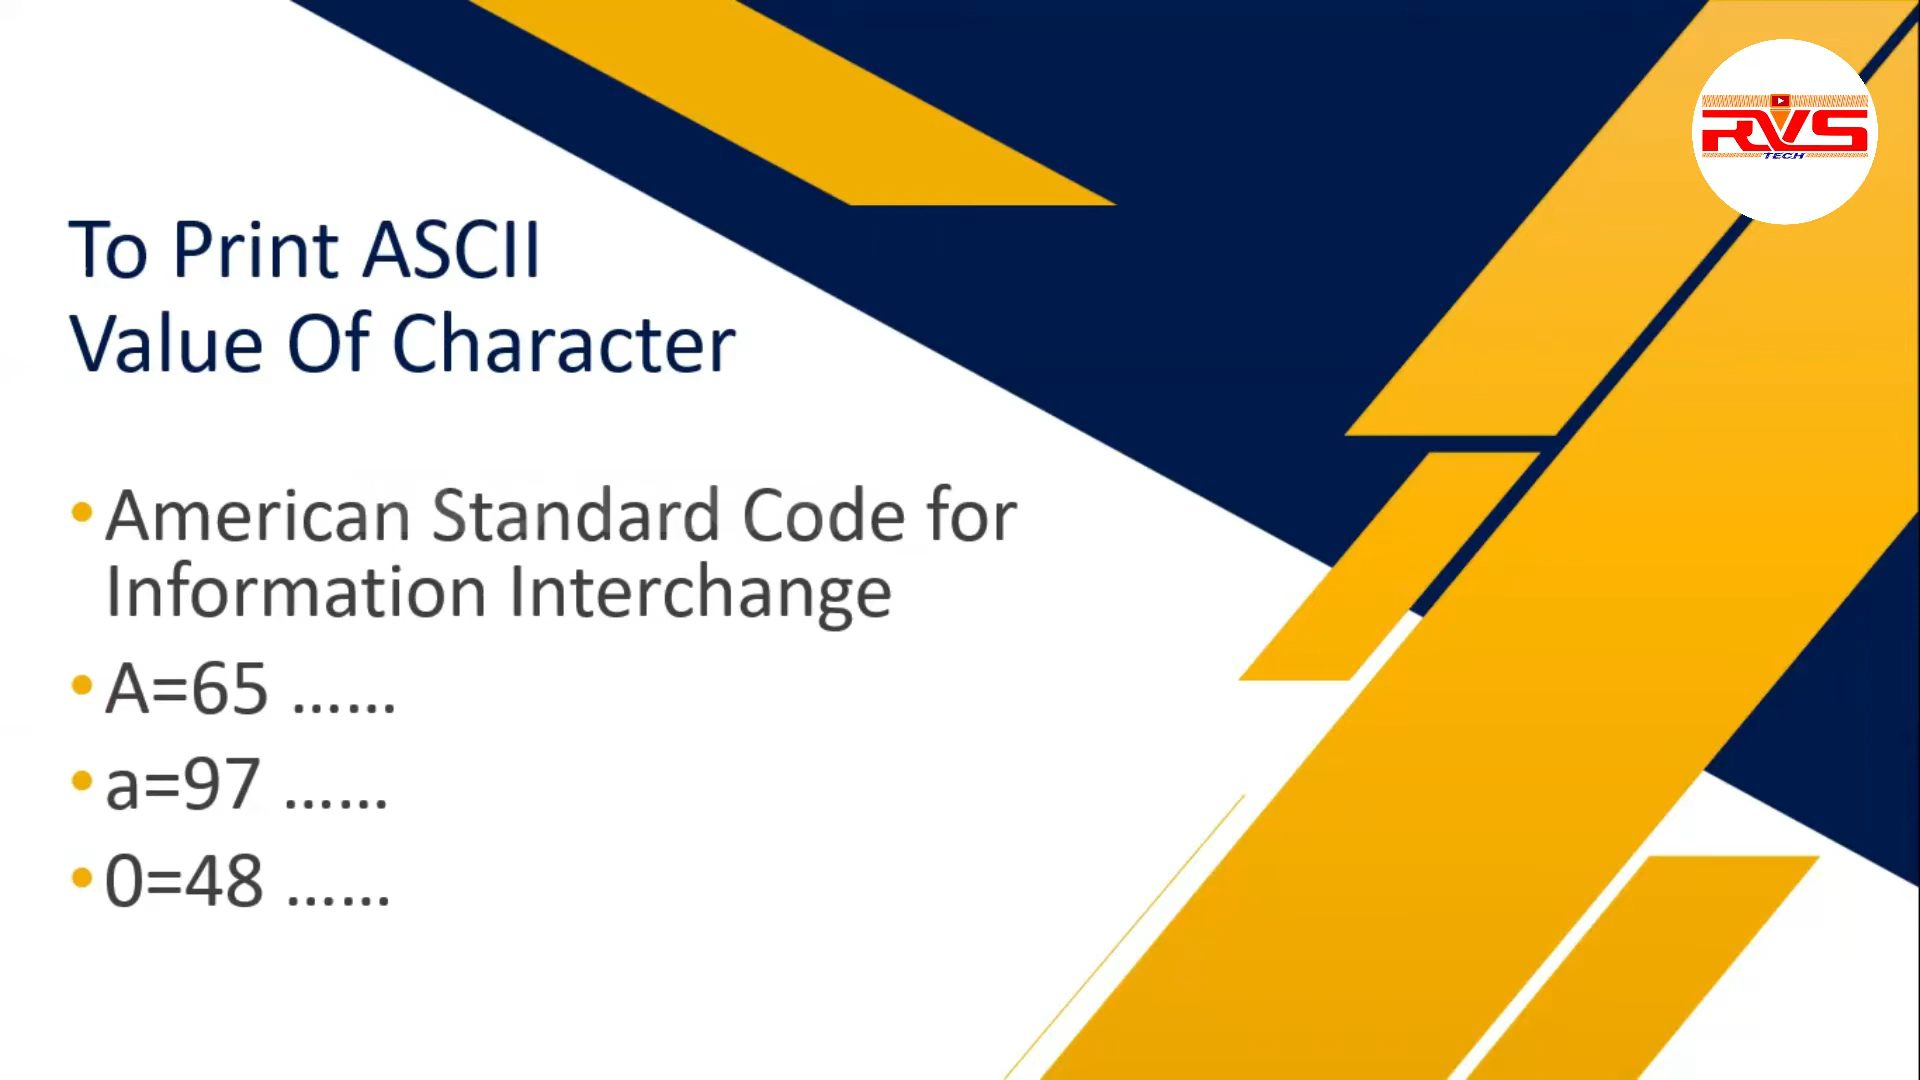 RVS
TECH
To Print ASCII
Value Of Character
• American Standard Code for
Information Interchange
• A=65 ......
• a=97 ......
• 0=48 ......